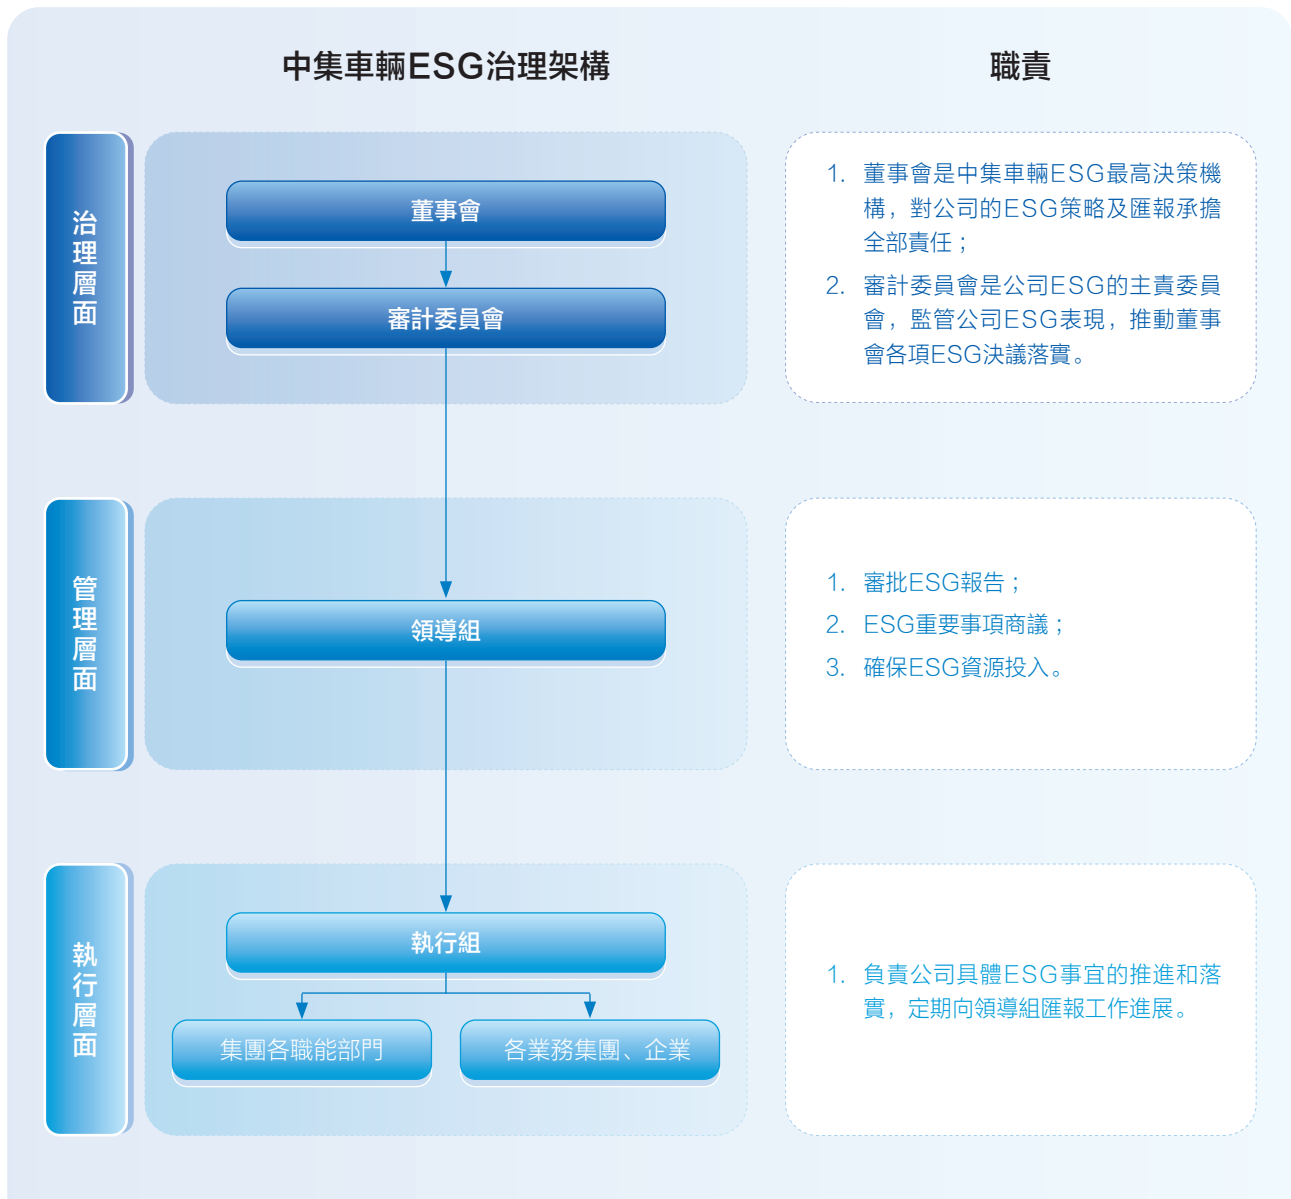 中集車輛ESG治理架構
職責
治理層面
董事會
審計委員會
1. 董事會是中集車輛ESG最高決策機
構，對公司的ESG策略及匯報承擔
全部責任；
2. 審計委員會是公司ESG的主責委員
會，監管公司ESG表現，推動董事
會各項ESG決議落實。
管理層面
領導組
1. 審批ESG報告；
2. ESG重要事項商議；
3. 確保ESG資源投入。
執行層面
執行組
集團各職能部門
各業務集團、企業
1. 負責公司具體ESG事宜的推進和落
實，定期向領導組匯報工作進展。